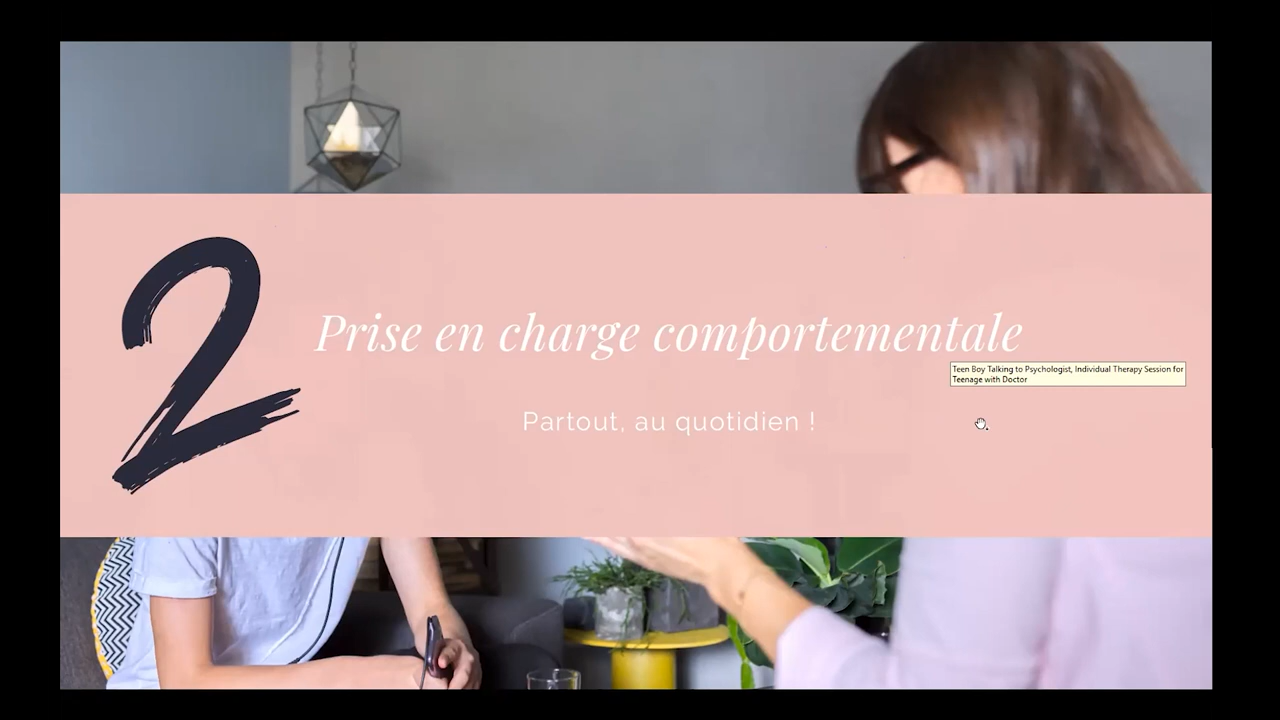 2
Prise en charge comportementale
Teen Boy Talking to Psychologist, Individual Therapy Session for
Teenage with Doctor
Partout, au quotidien !